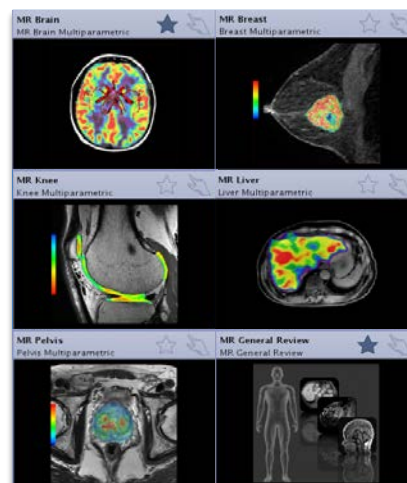 MR Brain
MR Brain Multiparametric
MR Breast
Breast Multiparametric
MR Knee
Knee Multiparametric
MR Liver
Liver Multiparametric
MR Pelvis
Pelvis Multiparametric
MR General Review
MR General Review